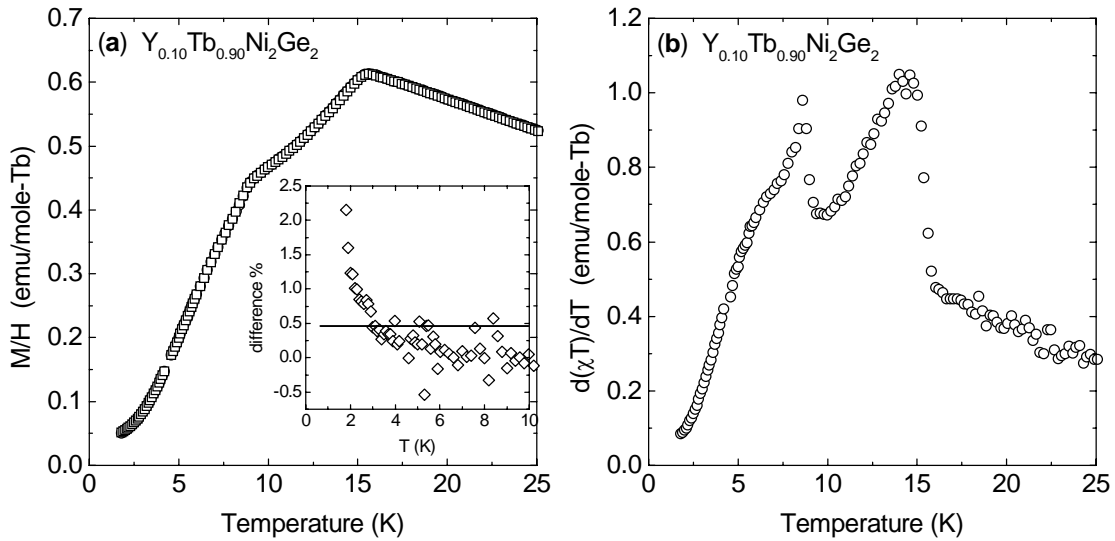 (a) Y0.10Tb0.90Ni2Ge2
0.7
0.6
0.5
0.4
0.3
0.2
0.1
0.0
M/H (emu/mole-Tb)
0 5 10 15 20 25
Temperature (K)
2.5
2.0
1.5
1.0
0.5
0.0
-0.5
difference %
0 2 4 6 8 10
T (K)
(b) Y0.10Tb0.90Ni2Ge2
1.2
1.0
0.8
0.6
0.4
0.2
0.0
d(χT)/dT (emu/mole-Tb)
0 5 10 15 20 25
Temperature (K)